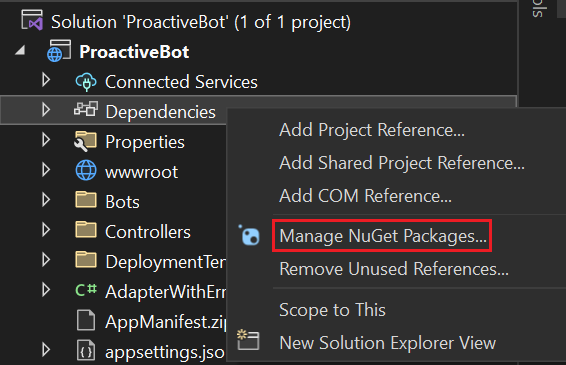 Solution 'ProactiveBot' (1 of 1 project)
ProactiveBot
Connected Services
Dependencies
Properties
wwwroot
Bots
Controllers
DeploymentTer
C# AdapterWithErr
AppManifest.zip
appsettings.jso
Add Project Reference...
Add Shared Project Reference...
Add COM Reference...
Manage NuGet Packages...
Remove Unused References...
Scope to This
New Solution Explorer View
ols